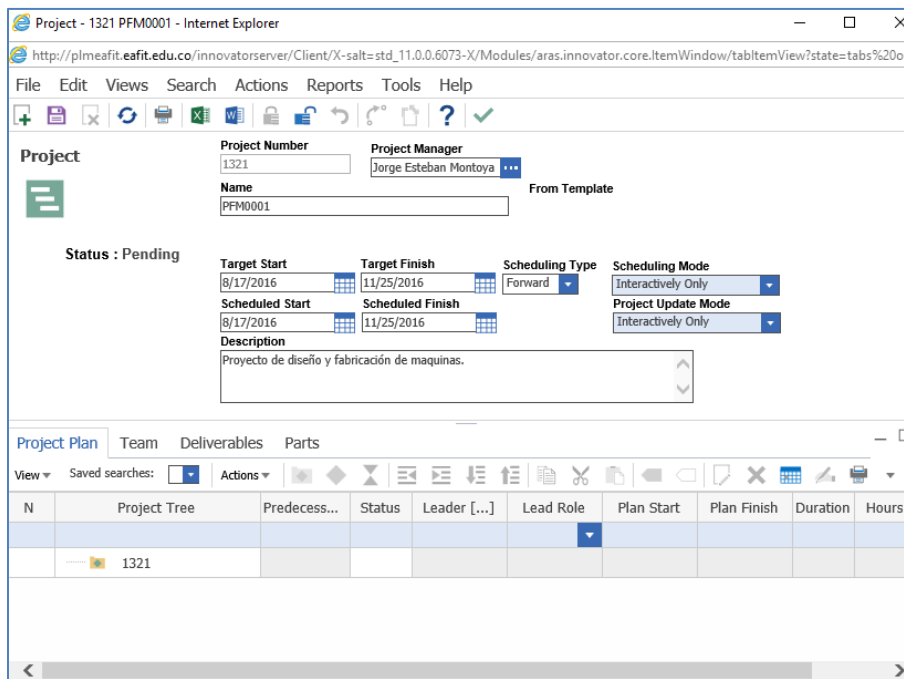 Project - 1321 PFM0001 - Internet Explorer
http://plmeafit.eafit.edu.co/innovatorserver/Client/X-salt=std_11.0.0.6073-X/Modules/aras.innovator.core.ItemWindow/tabItemView?state=tabs%20o
File Edit Views Search Actions Reports Tools Help
Project
Project Number Project Manager
1321 Jorge Esteban Montoya
Name From Template
PFM0001
Status : Pending
Target Start Target Finish Scheduling Type Scheduling Mode
8/17/2016 11/25/2016 Forward Interactively Only
Scheduled Start Scheduled Finish Project Update Mode
8/17/2016 11/25/2016 Interactively Only
Description
Proyecto de diseño y fabricación de maquinas.
Project Plan Team Deliverables Parts
View Saved searches: Actions
N Project Tree Predecess... Status Leader [...] Lead Role Plan Start Plan Finish Duration Hours
1321